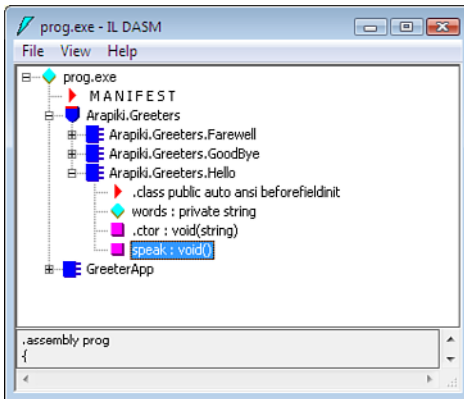 prog.exe - IL DASM
File View Help
prog.exe
MANIFEST
Arapiki.Greeters
Arapiki.Greeters.Farewell
Arapiki.Greeters.GoodBye
Arapiki.Greeters.Hello
.class public auto ansi beforefieldinit
words : private string
.ctor : void(string)
speak : void()
GreeterApp
.assembly prog
{